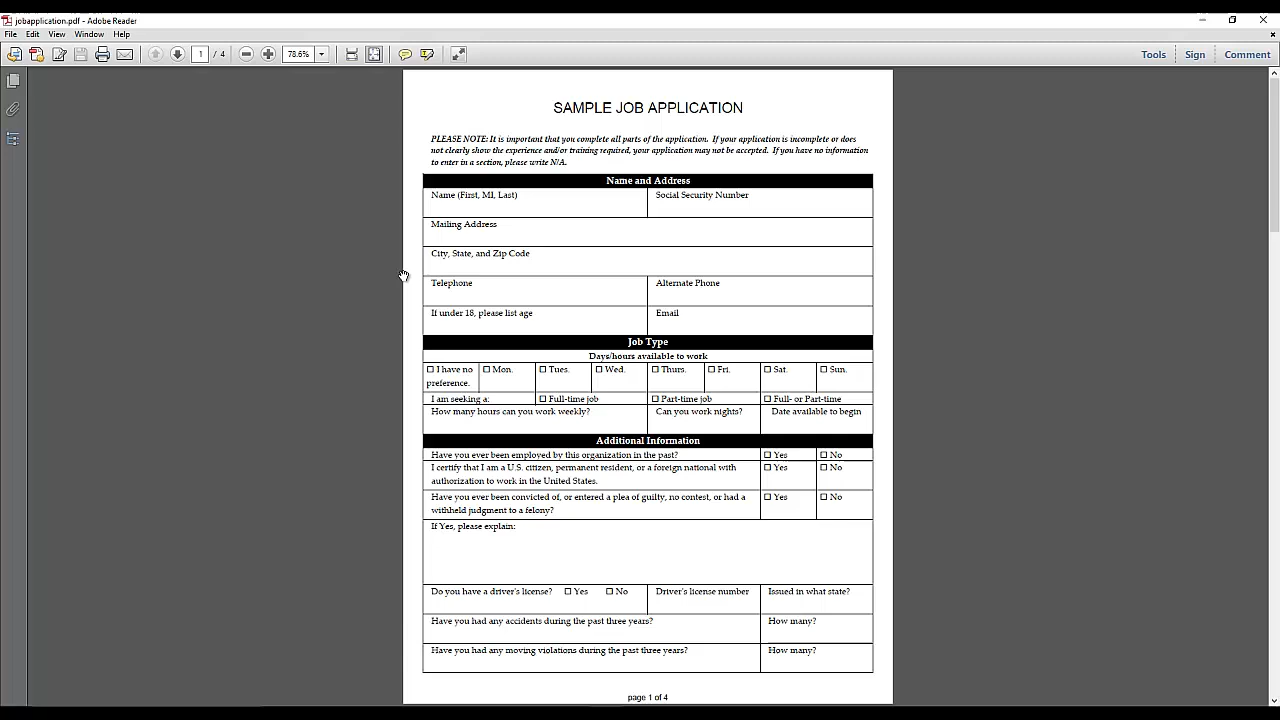 jobapplication.pdf - Adobe Reader
File Edit View Window Help
1 / 4 78.6% Tools Sign Comment
SAMPLE JOB APPLICATION
PLEASE NOTE: It is important that you complete all parts of the application. If your application is incomplete or does
not clearly show the experience and/or training required, your application may not be accepted. If you have no information
to enter in a section, please write N/A.
Name and Address
Name (First, MI, Last) Social Security Number
Mailing Address
City, State, and Zip Code
Telephone Alternate Phone
If under 18, please list age Email
Job Type
Days/hours available to work
I have no Mon. Tues. Wed. Thurs. Fri. Sat. Sun.
preference.
I am seeking a: Full-time job Part-time job Full- or Part-time
How many hours can you work weekly? Can you work nights? Date available to begin
Additional Information
Have you ever been employed by this organization in the past? Yes No
I certify that I am a U.S. citizen, permanent resident, or a foreign national with Yes No
authorization to work in the United States.
Have you ever been convicted of, or entered a plea of guilty, no contest, or had a Yes No
withheld judgment to a felony?
If Yes, please explain:
Do you have a driver's license? Yes No Driver's license number Issued in what state?
Have you had any accidents during the past three years? How many?
Have you had any moving violations during the past three years? How many?
page 1 of 4